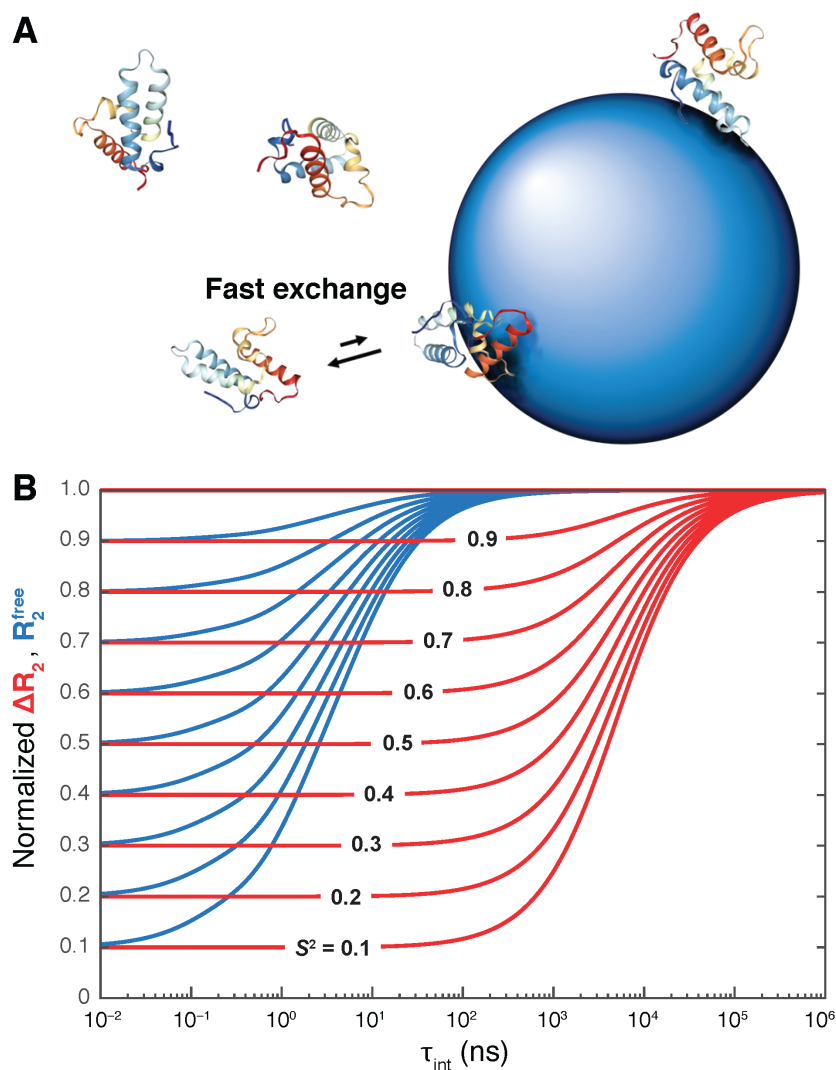 A
Fast exchange
B
Normalized ΔR₂ , R₂ᶠʳᵉᵉ
1.0
0.9
0.8
0.7
0.6
0.5
0.4
0.3
0.2
0.1
0
0.9
0.8
0.7
0.6
0.5
0.4
0.3
0.2
S² = 0.1
10⁻² 10⁻¹ 10⁰ 10¹ 10² 10³ 10⁴ 10⁵ 10⁶
τint (ns)